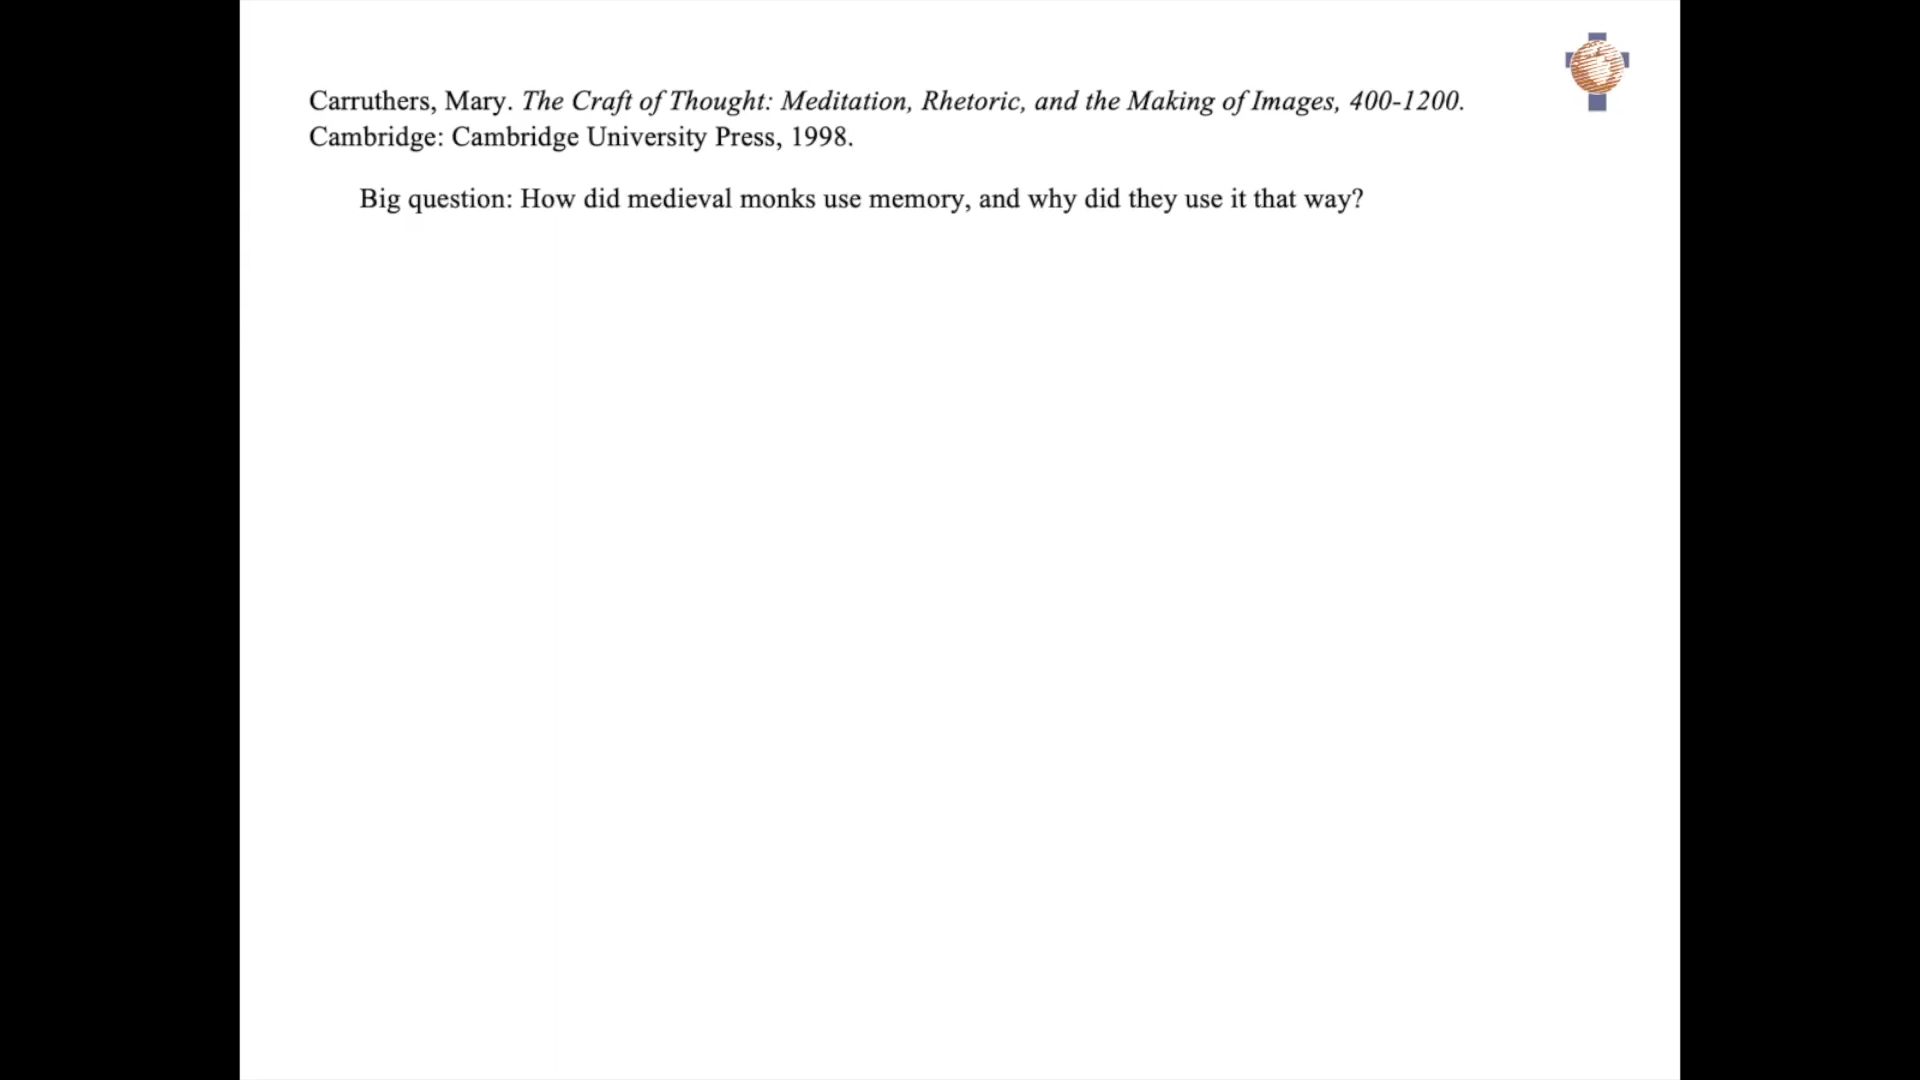 Carruthers, Mary. The Craft of Thought: Meditation, Rhetoric, and the Making of Images, 400-1200.
Cambridge: Cambridge University Press, 1998.
Big question: How did medieval monks use memory, and why did they use it that way?